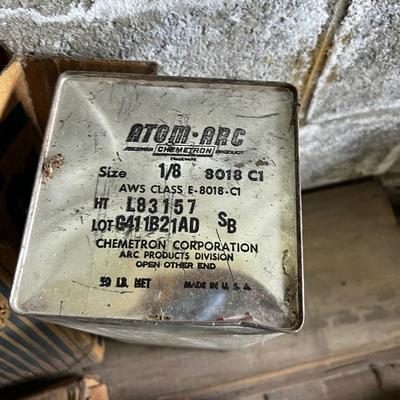 ATOM·ARC
CHEMETRON
TRADEMARK
Size 1/8 8018 C1
AWS CLASS E-8018-C1
HT L83157
LOT G411B21AD SB
CHEMETRON CORPORATION
ARC PRODUCTS DIVISION
OPEN OTHER END
50 LB. NET MADE IN U.S.A.